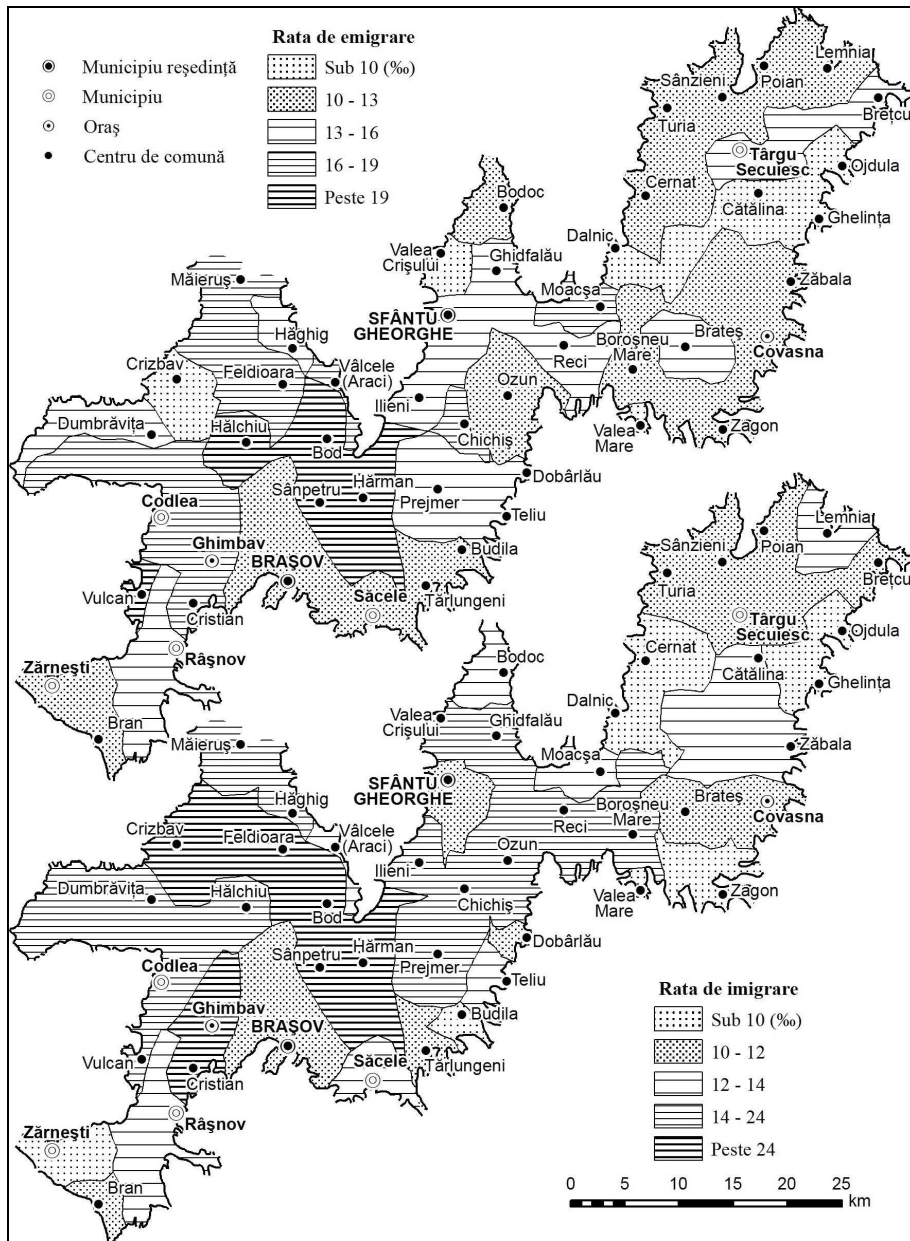 Rata de emigrare
Municipiu reşedinţă
Municipiu
Oraş
Centru de comună
Sub 10 (‰)
10 - 13
13 - 16
16 - 19
Peste 19
Lemnia
Poian
Sânzieni
Breţcu
Turia
Târgu
Secuiesc
Ojdula
Cernat
Cătălina
Ghelinţa
Bodoc
Dalnic
Valea
Crişului
Ghidfalău
Zăbala
Măieruş
Moacşa
SFÂNTU
GHEORGHE
Hăghig
Boroşneu
Mare
Brateş
Covasna
Reci
Crizbav
Feldioara
Vâlcele
(Araci)
Ozun
Ilieni
Dumbrăviţa
Hălchiu
Bod
Chichiş
Valea
Mare
Zagon
Dobârlău
Sânpetru
Hărman
Prejmer
Codlea
Teliu
Ghimbav
Budila
BRAŞOV
Săcele
Tărlungeni
Vulcan
Cristian
Râşnov
Zărneşti
Bran
Lemnia
Poian
Sânzieni
Breţcu
Turia
Târgu
Secuiesc
Ojdula
Cernat
Cătălina
Ghelinţa
Bodoc
Dalnic
Valea
Crişului
Ghidfalău
Zăbala
Măieruş
Moacşa
SFÂNTU
GHEORGHE
Hăghig
Boroşneu
Mare
Brateş
Covasna
Reci
Crizbav
Feldioara
Vâlcele
(Araci)
Ozun
Ilieni
Dumbrăviţa
Hălchiu
Bod
Chichiş
Valea
Mare
Zagon
Dobârlău
Sânpetru
Hărman
Prejmer
Codlea
Teliu
Ghimbav
Budila
BRAŞOV
Săcele
Tărlungeni
Vulcan
Cristian
Râşnov
Zărneşti
Bran
Rata de imigrare
Sub 10 (‰)
10 - 12
12 - 14
14 - 24
Peste 24
0 5 10 15 20 25
km